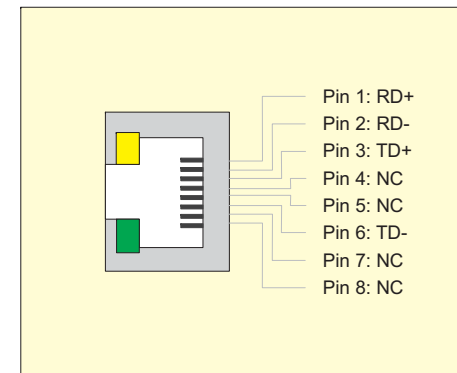 Pin 1: RD+
Pin 2: RD-
Pin 3: TD+
Pin 4: NC
Pin 5: NC
Pin 6: TD-
Pin 7: NC
Pin 8: NC